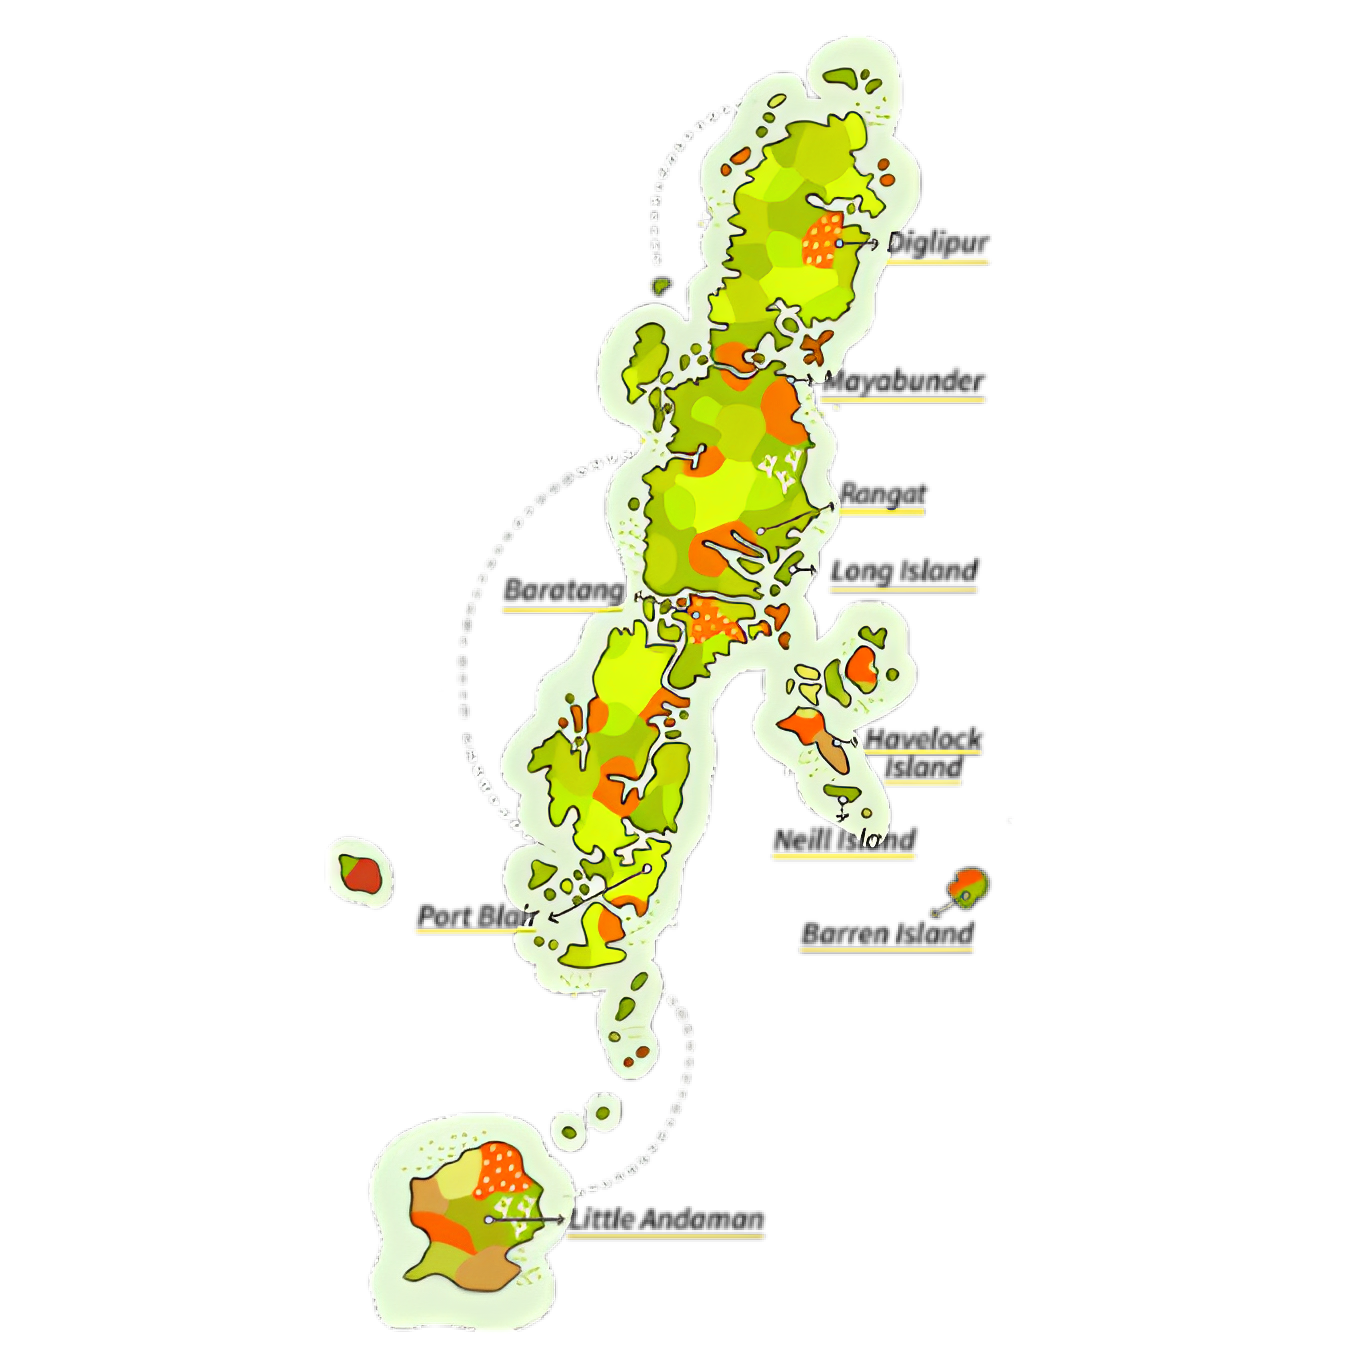 Diglipur
Mayabunder
Rangat
Long Island
Baratang
Havelock
Island
Neill Island
Port Blair
Barren Island
Little Andaman